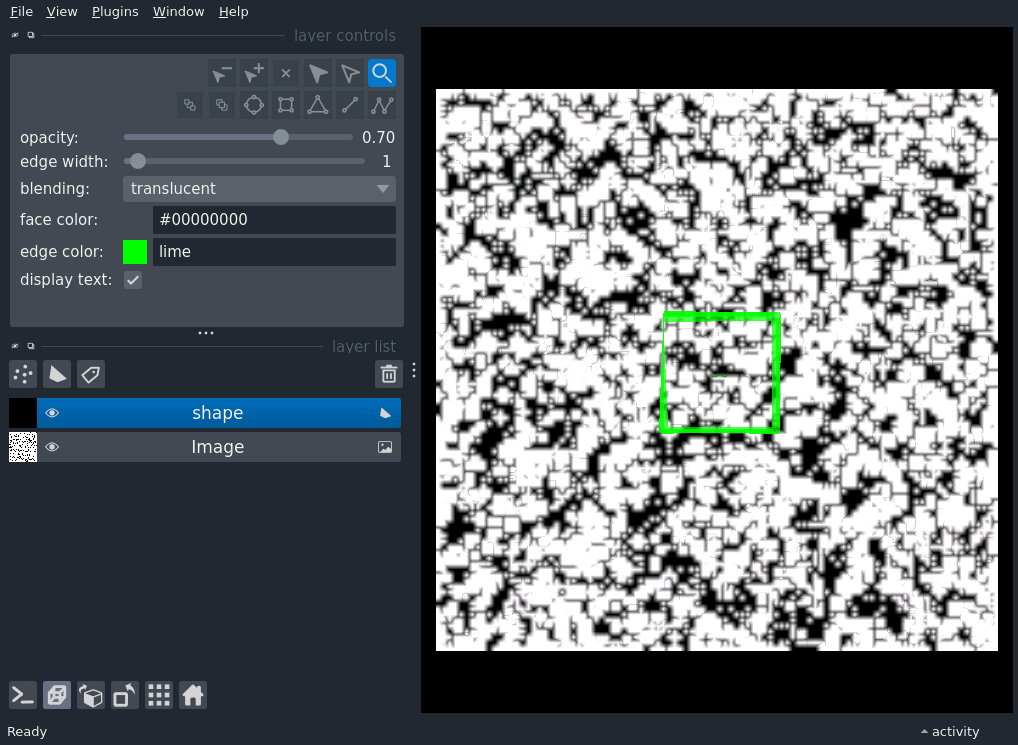 File View Plugins Window Help
layer controls
opacity: 0.70
edge width: 1
blending: translucent
face color: #00000000
edge color: lime
display text:
layer list
shape
Image
Ready activity